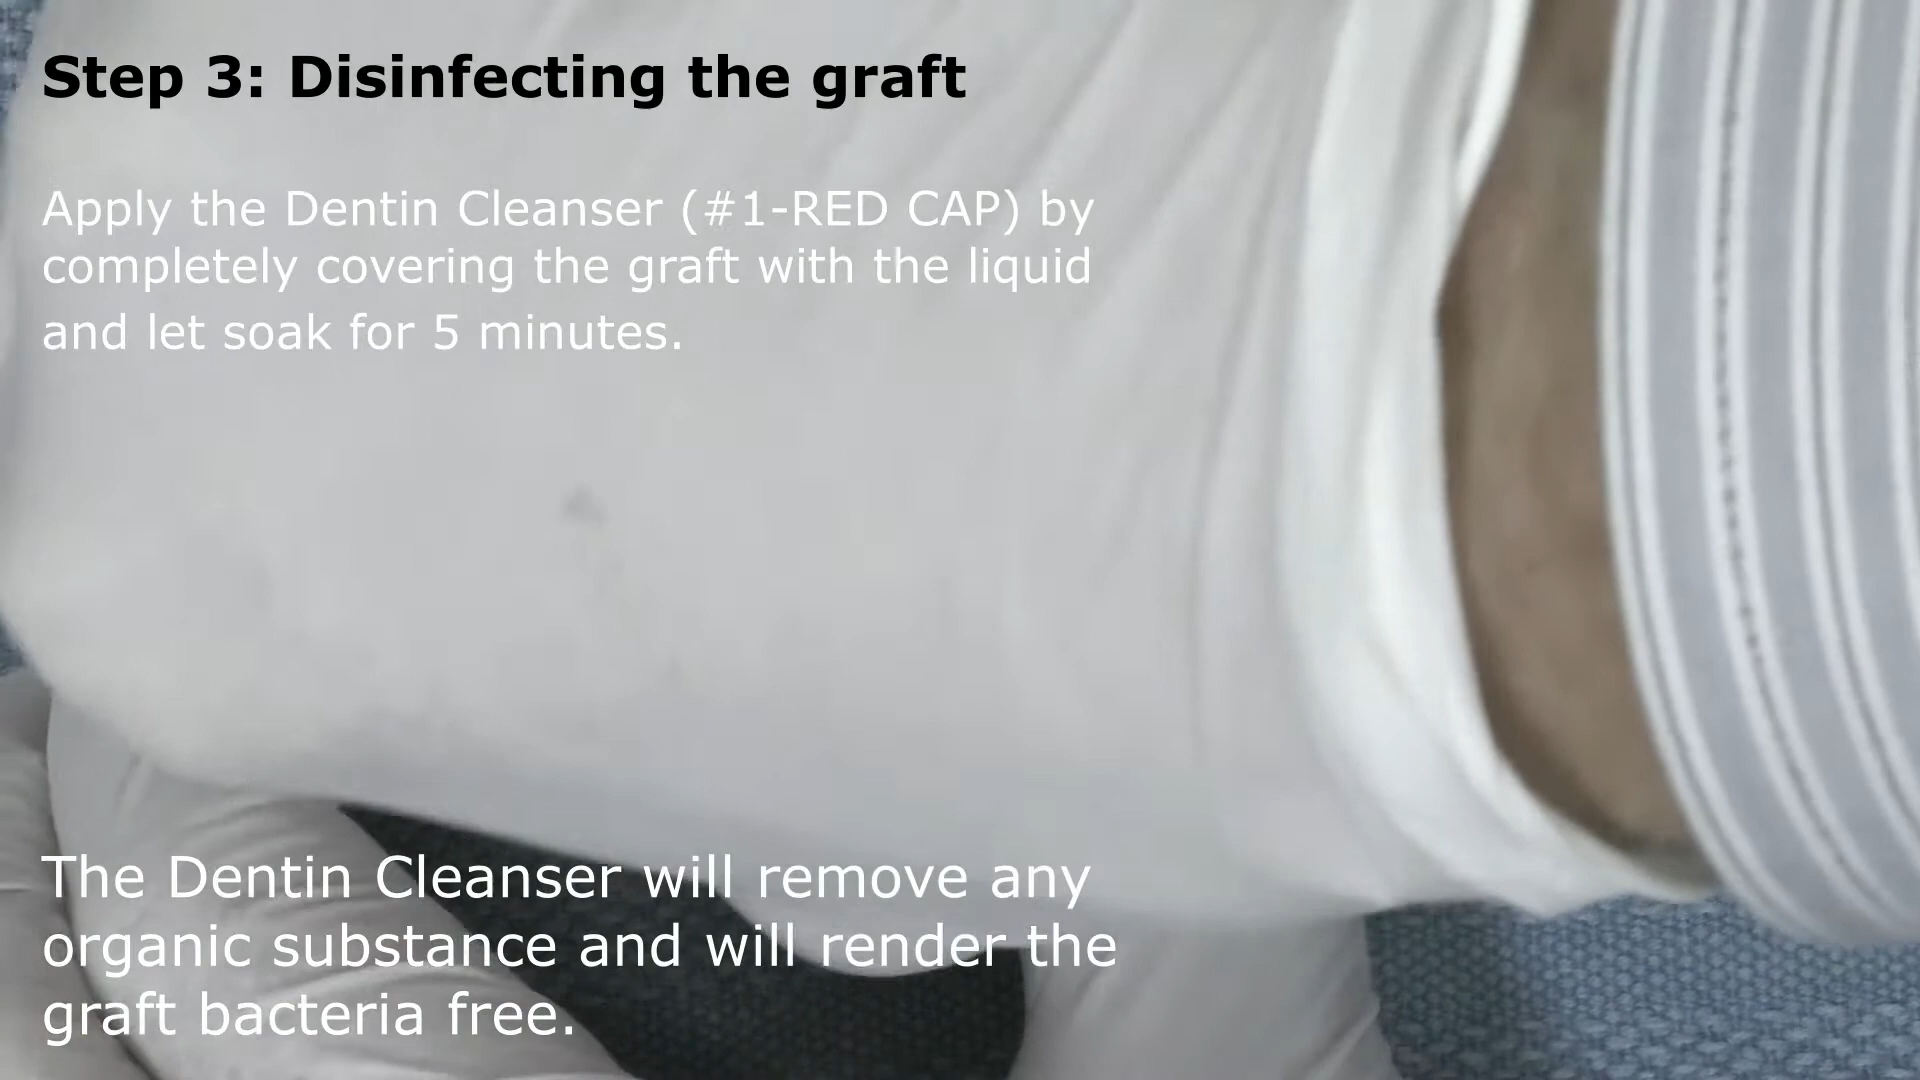 Step 3: Disinfecting the graft
Apply the Dentin Cleanser (#1-RED CAP) by
completely covering the graft with the liquid
and let soak for 5 minutes.
The Dentin Cleanser will remove any
organic substance and will render the
graft bacteria free.